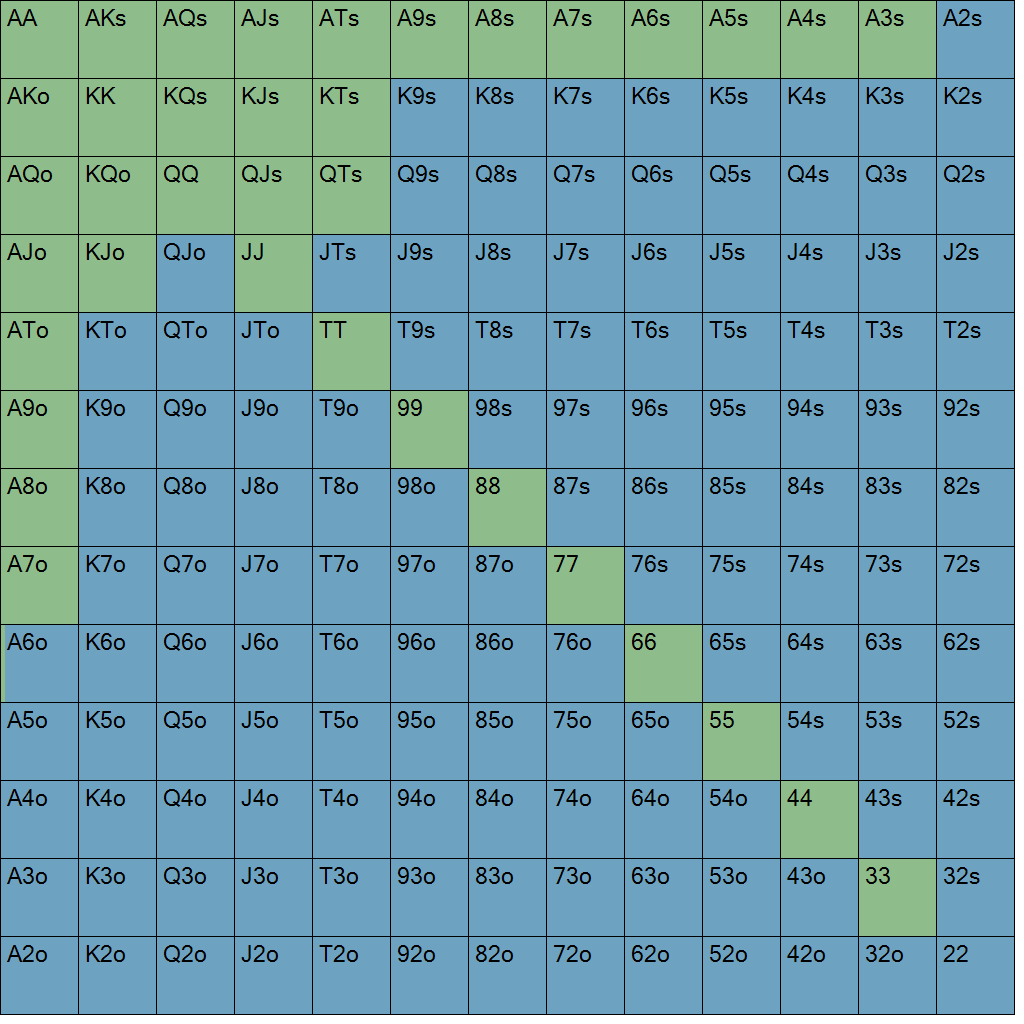 AA AKs AQs AJs ATs A9s A8s A7s A6s A5s A4s A3s A2s
AKo KK KQs KJs KTs K9s K8s K7s K6s K5s K4s K3s K2s
AQo KQo QQ QJs QTs Q9s Q8s Q7s Q6s Q5s Q4s Q3s Q2s
AJo KJo QJo JJ JTs J9s J8s J7s J6s J5s J4s J3s J2s
ATo KTo QTo JTo TT T9s T8s T7s T6s T5s T4s T3s T2s
A9o K9o Q9o J9o T9o 99 98s 97s 96s 95s 94s 93s 92s
A8o K8o Q8o J8o T8o 98o 88 87s 86s 85s 84s 83s 82s
A7o K7o Q7o J7o T7o 97o 87o 77 76s 75s 74s 73s 72s
A6o K6o Q6o J6o T6o 96o 86o 76o 66 65s 64s 63s 62s
A5o K5o Q5o J5o T5o 95o 85o 75o 65o 55 54s 53s 52s
A4o K4o Q4o J4o T4o 94o 84o 74o 64o 54o 44 43s 42s
A3o K3o Q3o J3o T3o 93o 83o 73o 63o 53o 43o 33 32s
A2o K2o Q2o J2o T2o 92o 82o 72o 62o 52o 42o 32o 22